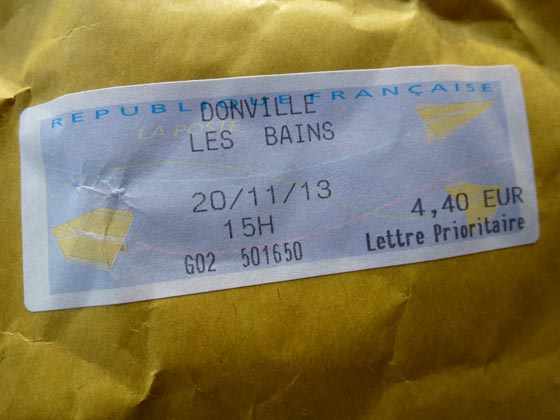 REPUBLIQUE FRANÇAISE
LA POSTE
DONVILLE
LES BAINS
20/11/13
15H
G02 501650
4,40 EUR
Lettre Prioritaire